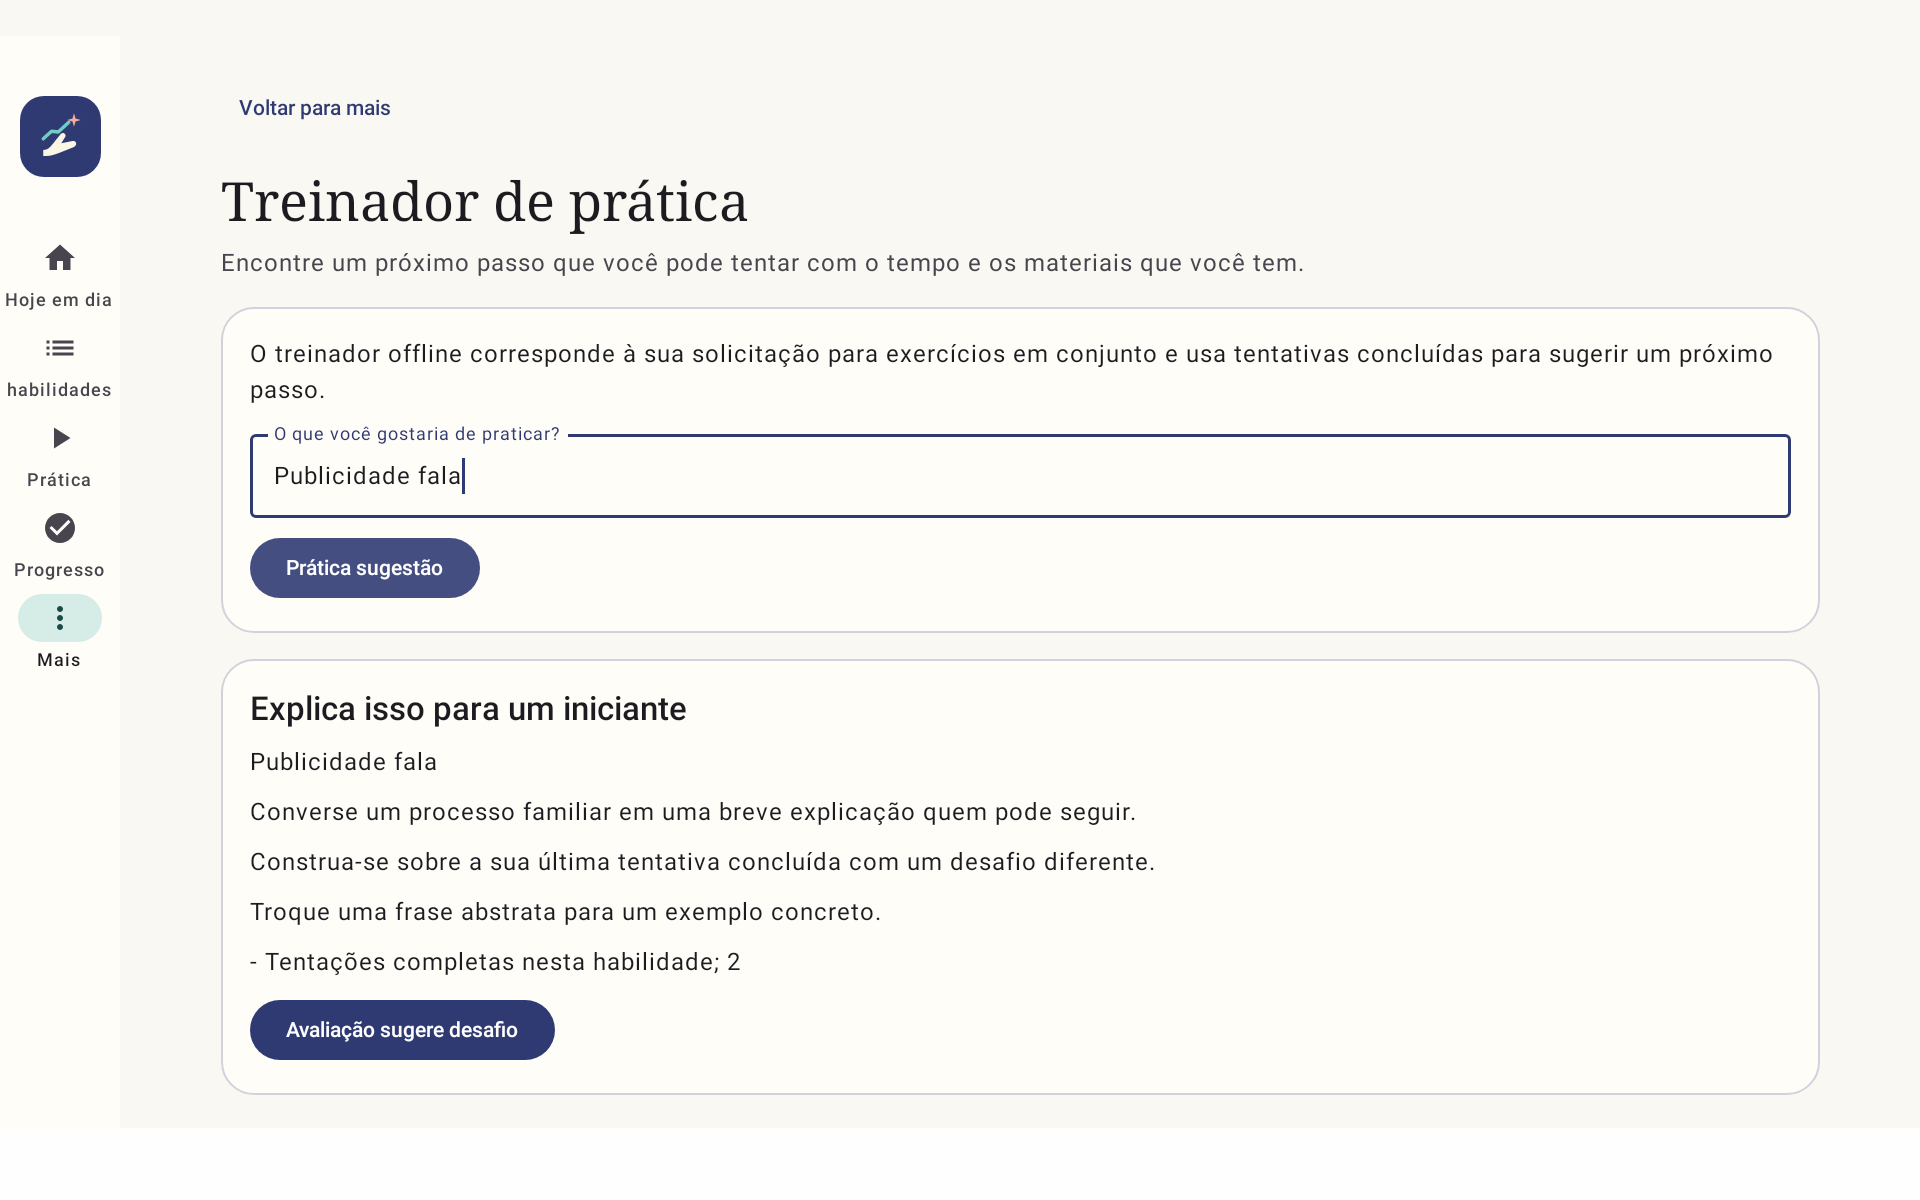 Voltar para mais
Treinador de prática
Encontre um próximo passo que você pode tentar com o tempo e os materiais que você tem.
Hoje em dia
habilidades
Prática
Progresso
Mais
O treinador offline corresponde à sua solicitação para exercícios em conjunto e usa tentativas concluídas para sugerir um próximo
passo.
O que você gostaria de praticar?
Publicidade fala
Prática sugestão
Explica isso para um iniciante
Publicidade fala
Converse um processo familiar em uma breve explicação quem pode seguir.
Construa-se sobre a sua última tentativa concluída com um desafio diferente.
Troque uma frase abstrata para um exemplo concreto.
- Tentações completas nesta habilidade; 2
Avaliação sugere desafio